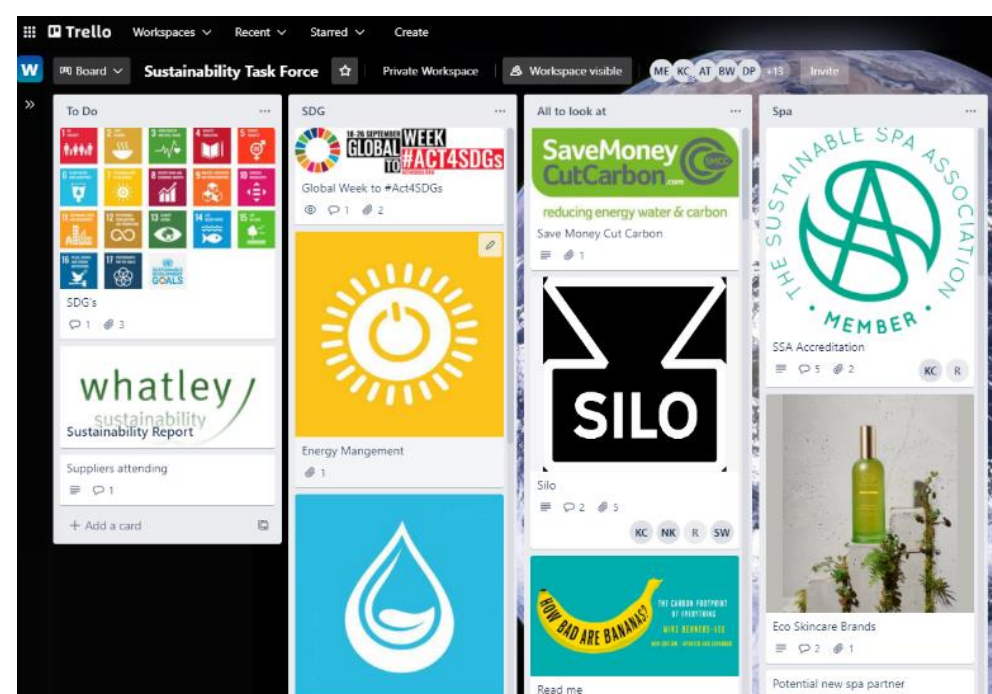 Trello
Workspaces
Recent
Starred
Create
W
Board
Sustainability Task Force
Private Workspace
Workspace visible
ME
KC
AT
BW
DP
+13
Invite
To Do
SDG's
1
3
whatley
sustainability
Sustainability Report
Suppliers attending
1
+ Add a card
SDG
18-26 SEPTEMBER
GLOBAL WEEK
TO #ACT4SDGs
Global Week to #Act4SDGs
1
2
Energy Mangement
1
All to look at
SaveMoney
CutCarbon.com
SMCC
reducing energy water & carbon
Save Money Cut Carbon
1
SILO
Silo
2
5
KC
NK
R
SW
HOW BAD ARE BANANAS?
THE CARBON FOOTPRINT
OF EVERYTHING
MIKE BERNERS-LEE
Read me
Spa
THE SUSTAINABLE SPA ASSOCIATION
• MEMBER •
SSA Accreditation
5
2
KC
R
Eco Skincare Brands
2
1
Potential new spa partner